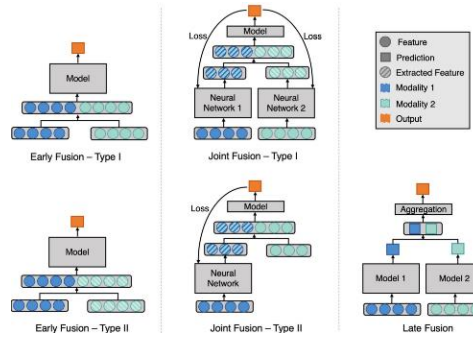 Model
Early Fusion – Type I
Loss
Model
Loss
Neural Network 1
Neural Network 2
Joint Fusion – Type I
Feature
Prediction
Extracted Feature
Modality 1
Modality 2
Output
Model
Early Fusion – Type II
Loss
Model
Neural
Network
Joint Fusion – Type II
Aggregation
Model 1
Model 2
Late Fusion